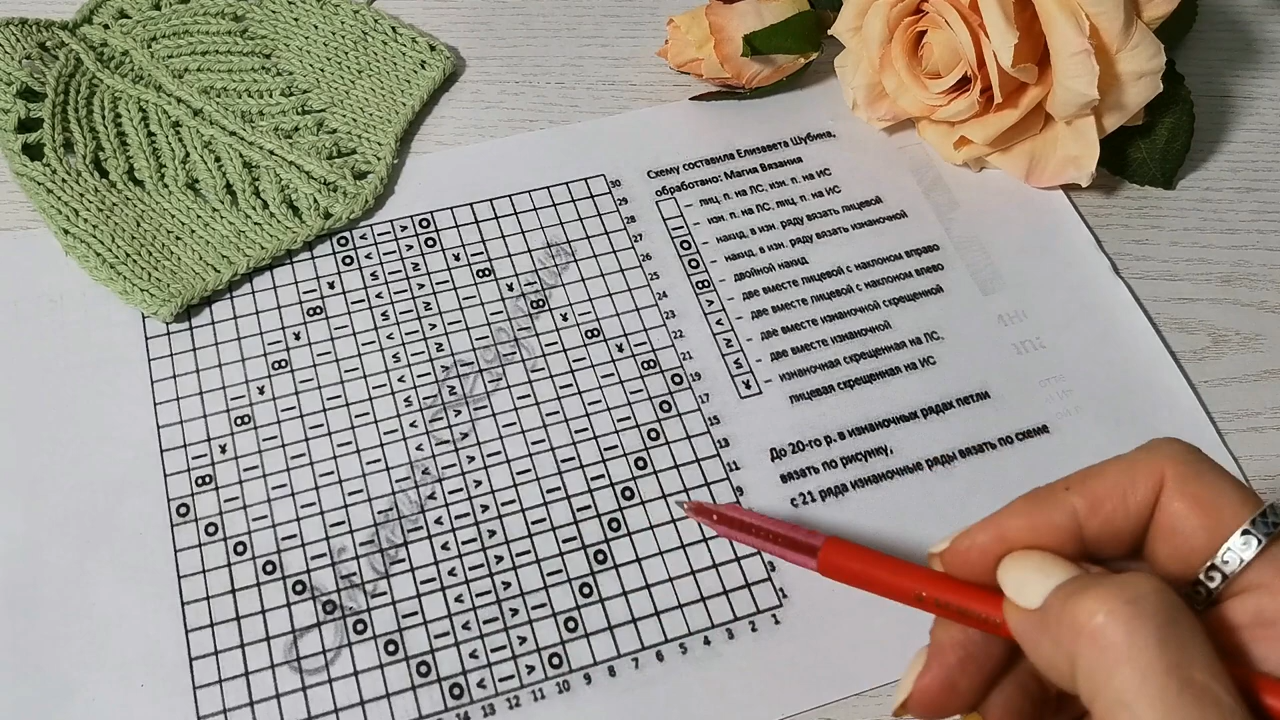 Схему составила Елизавета Шубина,
обработано: Магия Вязания
– лиц. п. на ЛС, изн. п. на ИС
– изн. п. на ЛС, лиц. п. на ИС
– накид, в изн. ряду вязать лицевой
– накид, в изн. ряду вязать изнаночной
– двойной накид
– две вместе лицевой с наклоном вправо
– две вместе лицевой с наклоном влево
– две вместе изнаночной скрещенной
– две вместе изнаночной
– изнаночная скрещенная на ЛС,
лицевая скрещенная на ИС
До 20-го р. в изнаночных рядах петли
вязать по рисунку,
с 21 ряда изнаночные ряды вязать по схеме
30
29
28
27
26
25
24
23
22
21
19
17
15
11
9
3
1
14 13 12 11 10 9 8 7 6 5 4 3 2 1